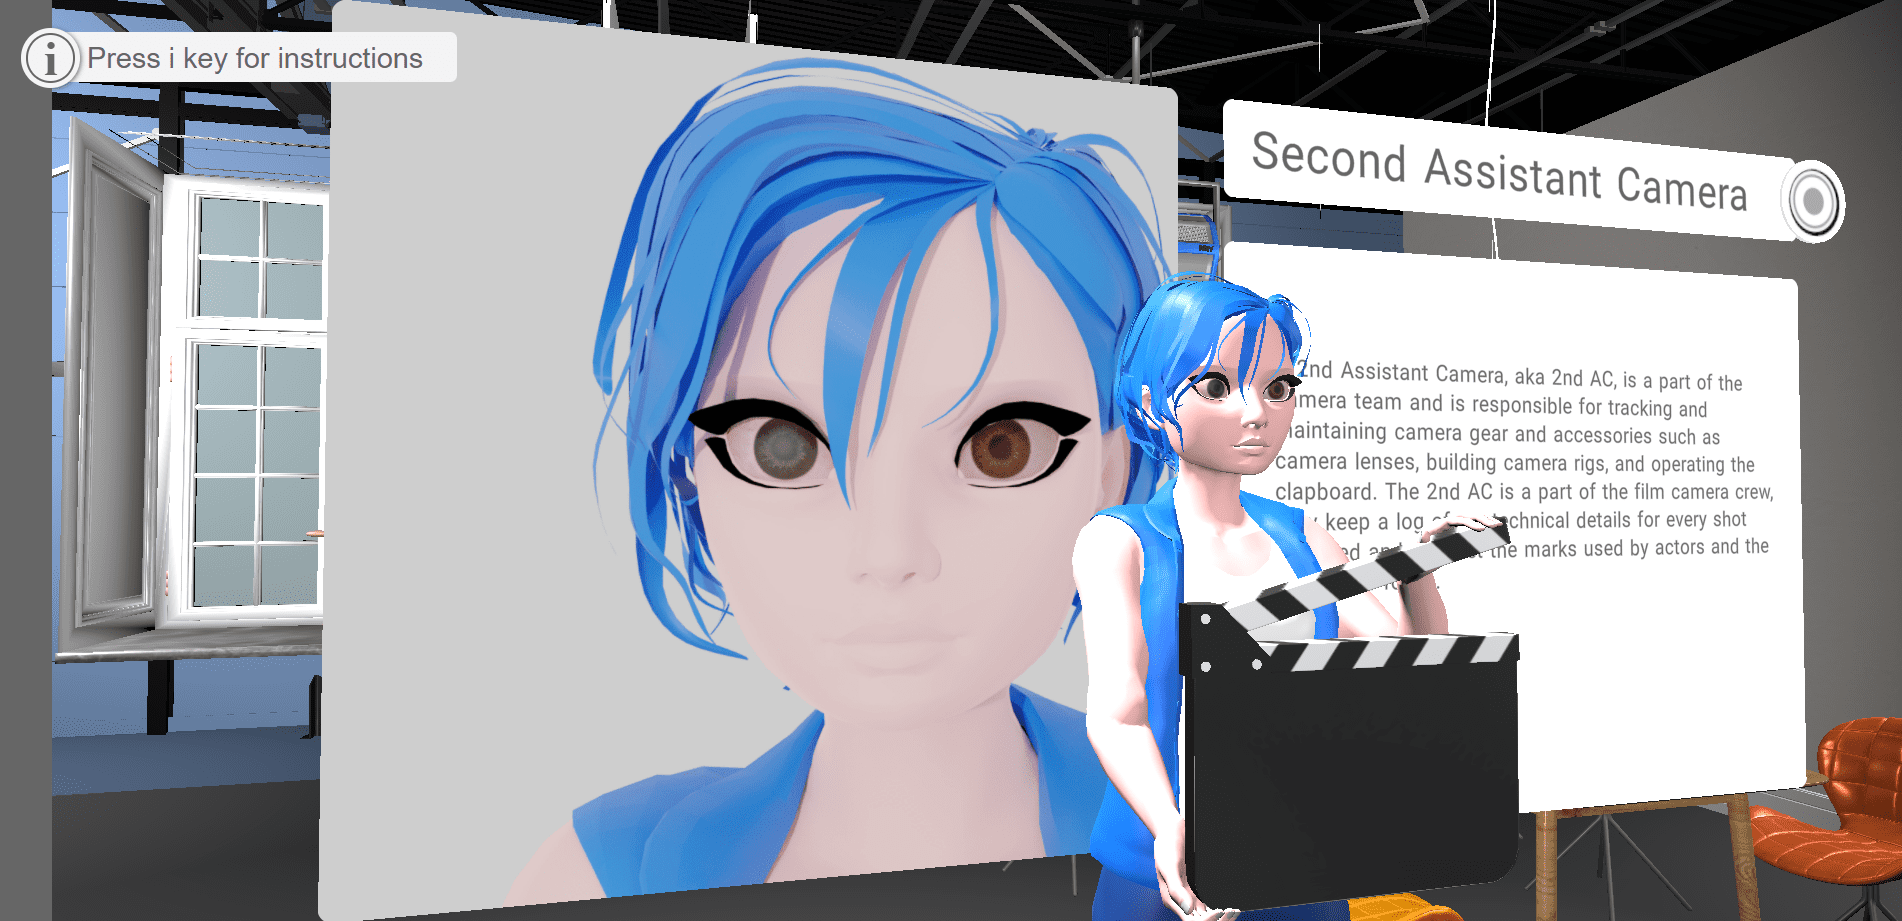 Press i key for instructions
Second Assistant Camera
2nd Assistant Camera, aka 2nd AC, is a part of the
team and is responsible for tracking and
camera gear and accessories such as
camera lenses, building camera rigs, and operating the
clapboard. The 2nd AC is a part of the film camera crew,
keep a log technical details for every shot
the marks used by actors and the